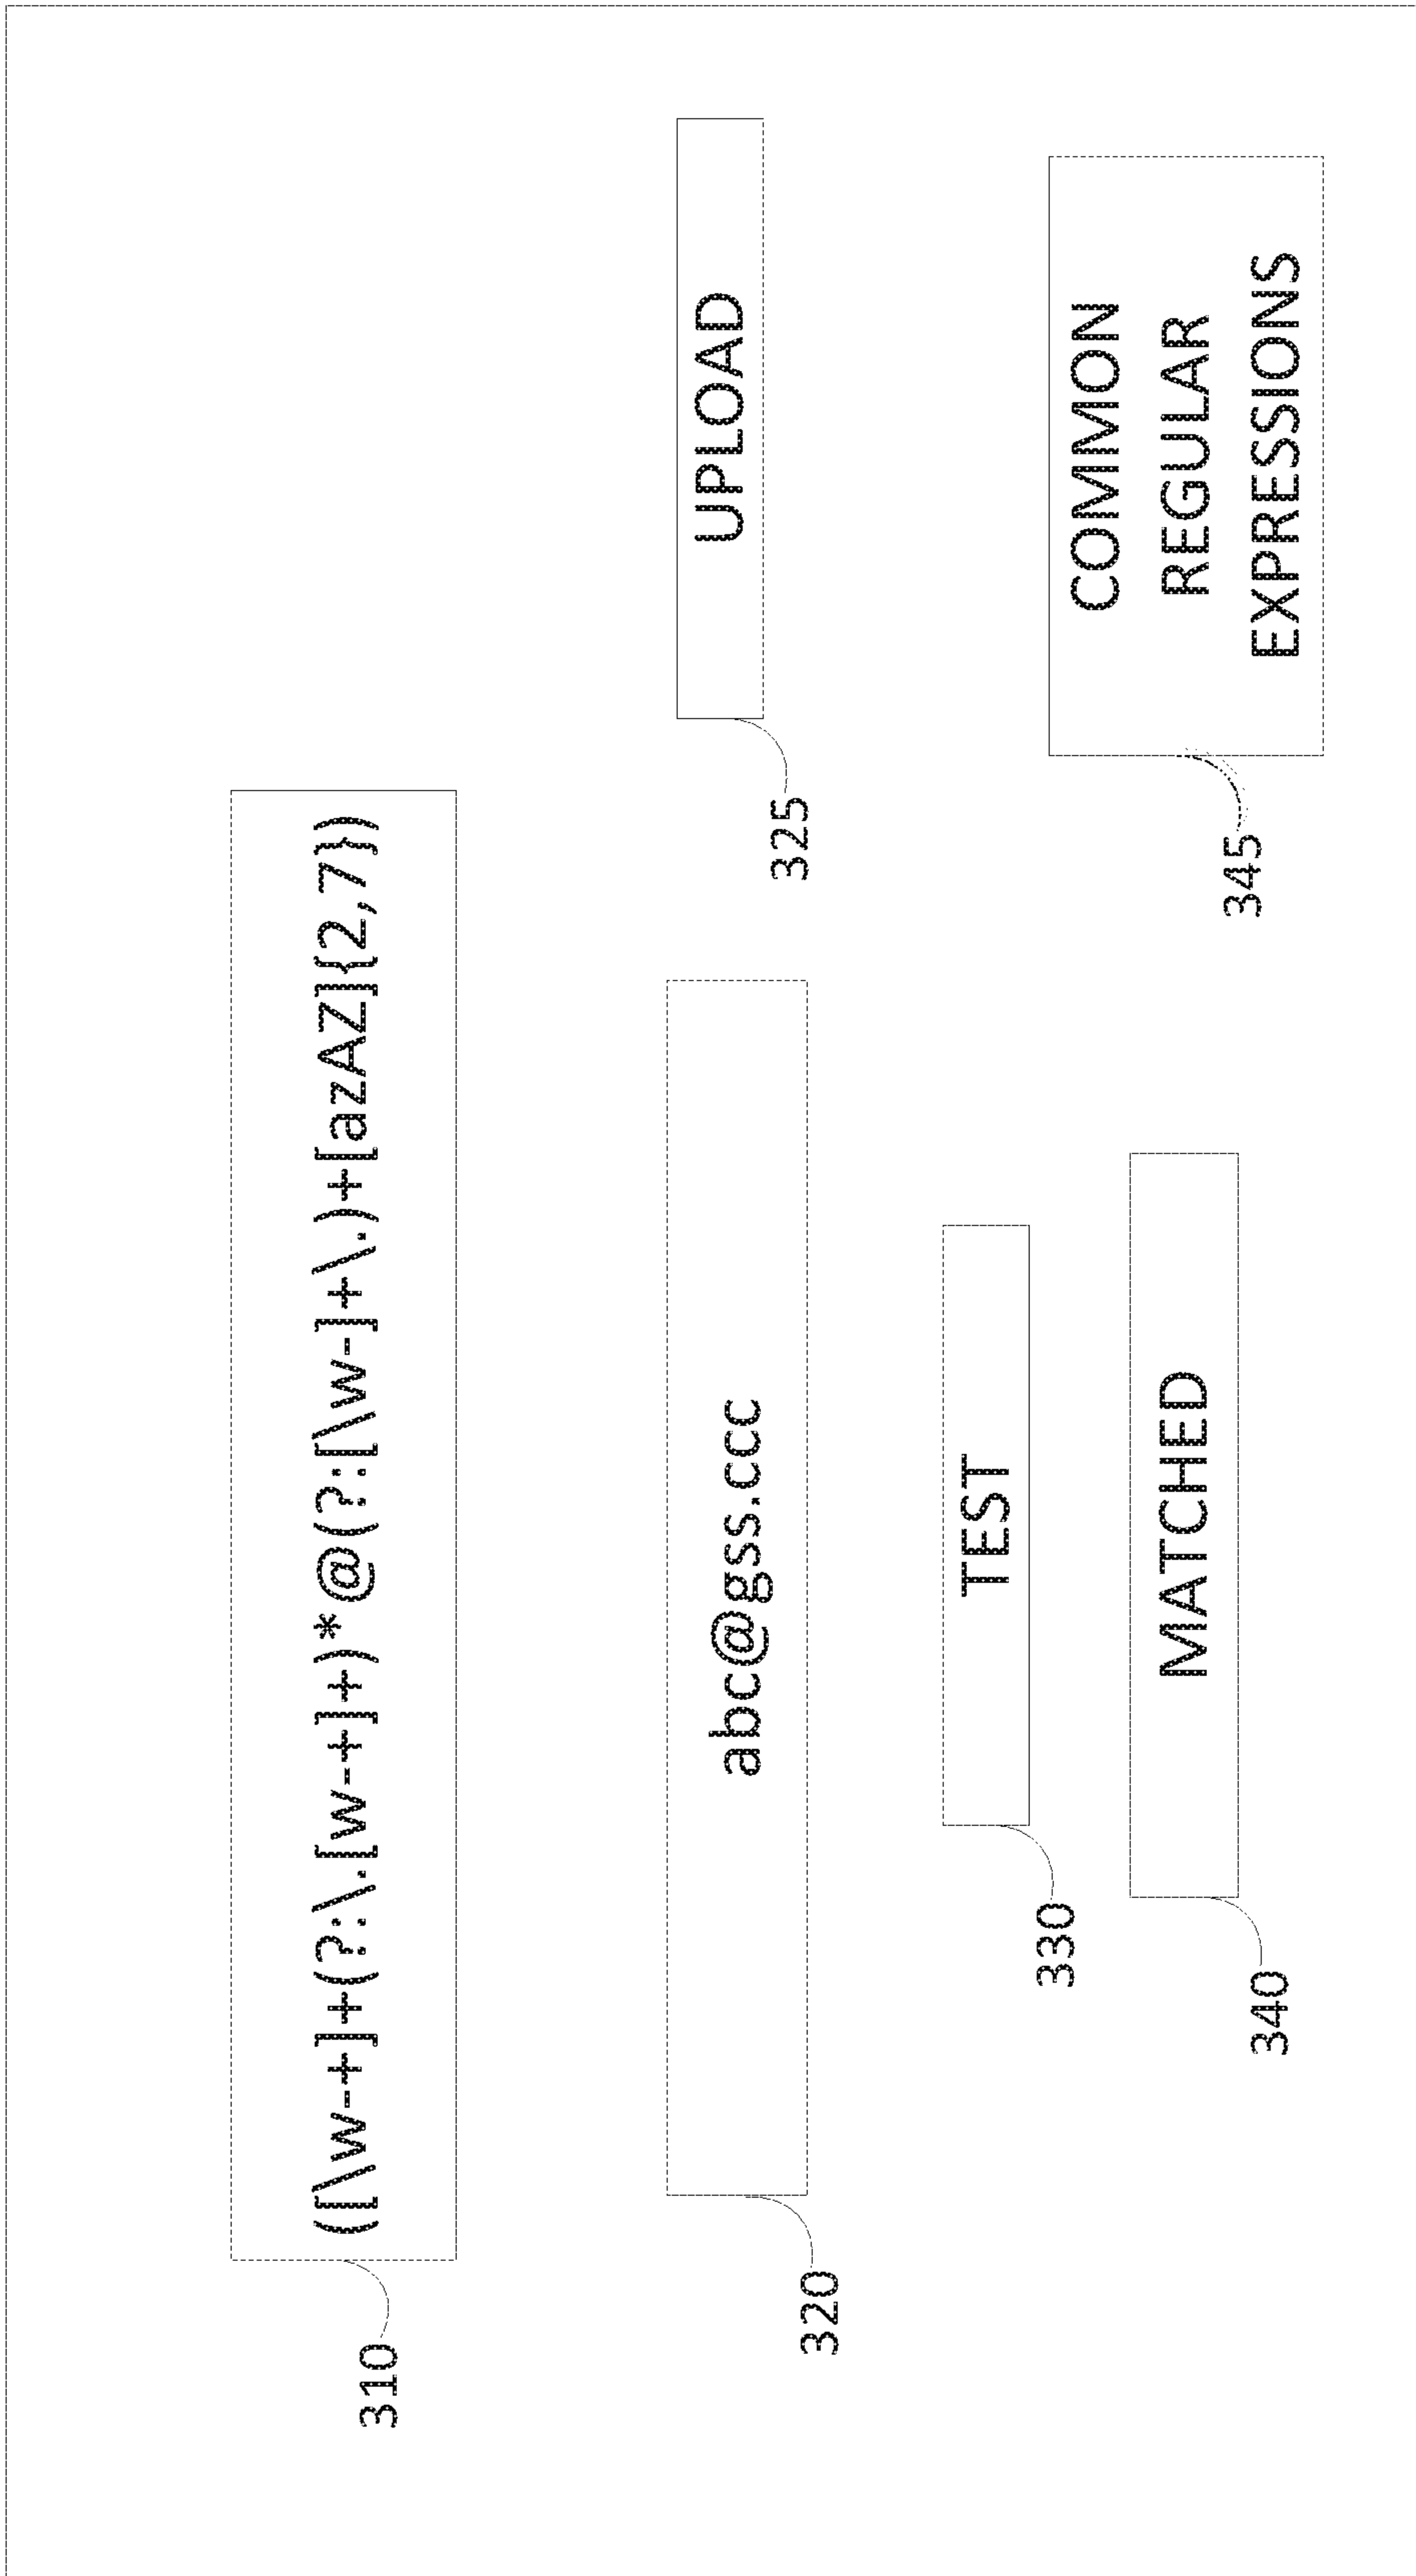 ([\w-+]+(?:\.[w-+]+)*@(?:[\w-]+\.)+[azAZ]{2,7})
310
abc@gss.ccc
320
UPLOAD
325
TEST
330
MATCHED
340
COMMON
REGULAR
EXPRESSIONS
345